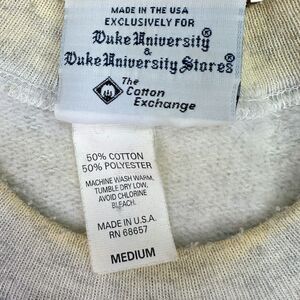 MADE IN THE USA
EXCLUSIVELY FOR
Duke University®
&
Duke University Stores®
The
Cotton
Exchange
50% COTTON
50% POLYESTER
MACHINE WASH WARM,
TUMBLE DRY LOW,
AVOID CHLORINE
BLEACH.
MADE IN U.S.A.
RN 68657
MEDIUM